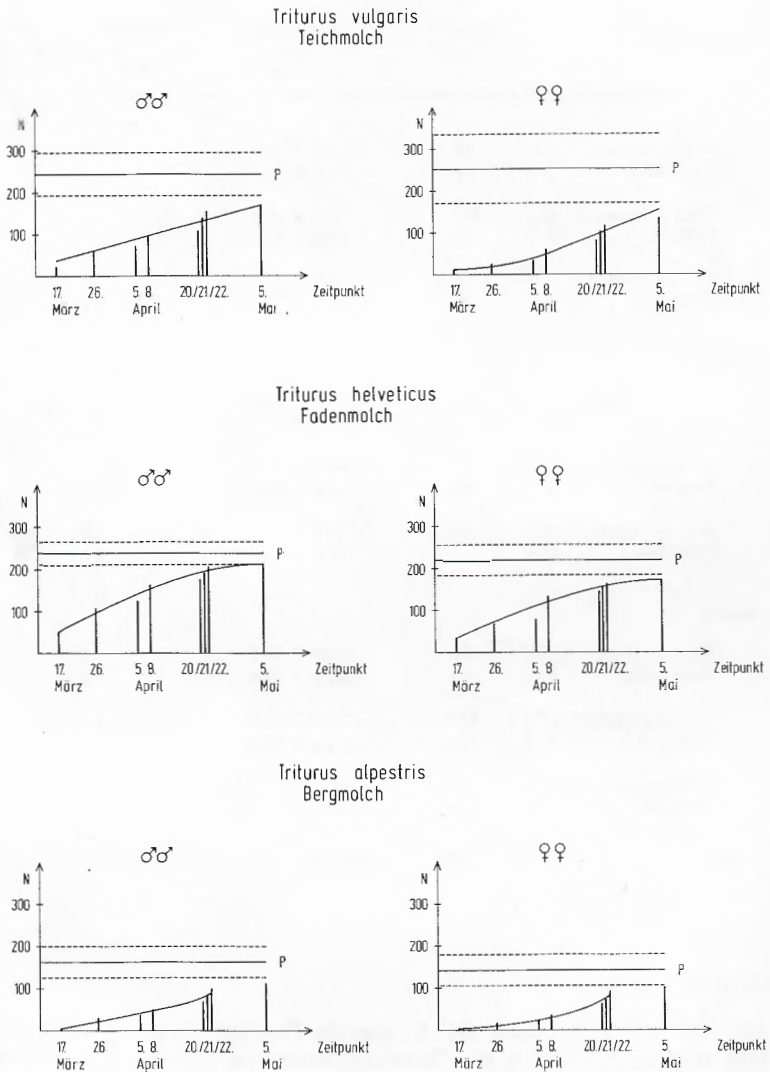 Triturus vulgaris
Teichmolch
♂♂ ♀♀
N N
300 300
P P
200 200
100 100
17. 26. 5. 8. 20./21./22. 5. Zeitpunkt 17. 26. 5. 8. 20./21./22. 5. Zeitpunkt
März April Mai März April Mai
Triturus helveticus
Fadenmolch
♂♂ ♀♀
N N
300 300
P P
200 200
100 100
17. 26. 5. 8. 20./21./22. 5. Zeitpunkt 17. 26. 5. 8. 20./21./22. 5. Zeitpunkt
März April Mai März April Mai
Triturus alpestris
Bergmolch
♂♂ ♀♀
N N
300 300
200 200
P P
100 100
17. 26. 5. 8. 20./21./22. 5. Zeitpunkt 17. 26. 5. 8. 20./21./22. 5. Zeitpunkt
März April Mai März April Mai